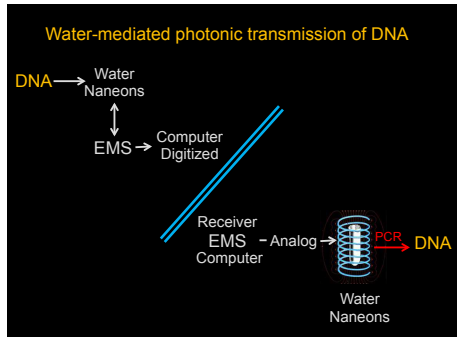 Water-mediated photonic transmission of DNA
DNA
Water
Naneons
EMS
Computer
Digitized
Receiver
EMS
Computer
Analog
PCR
DNA
Water
Naneons